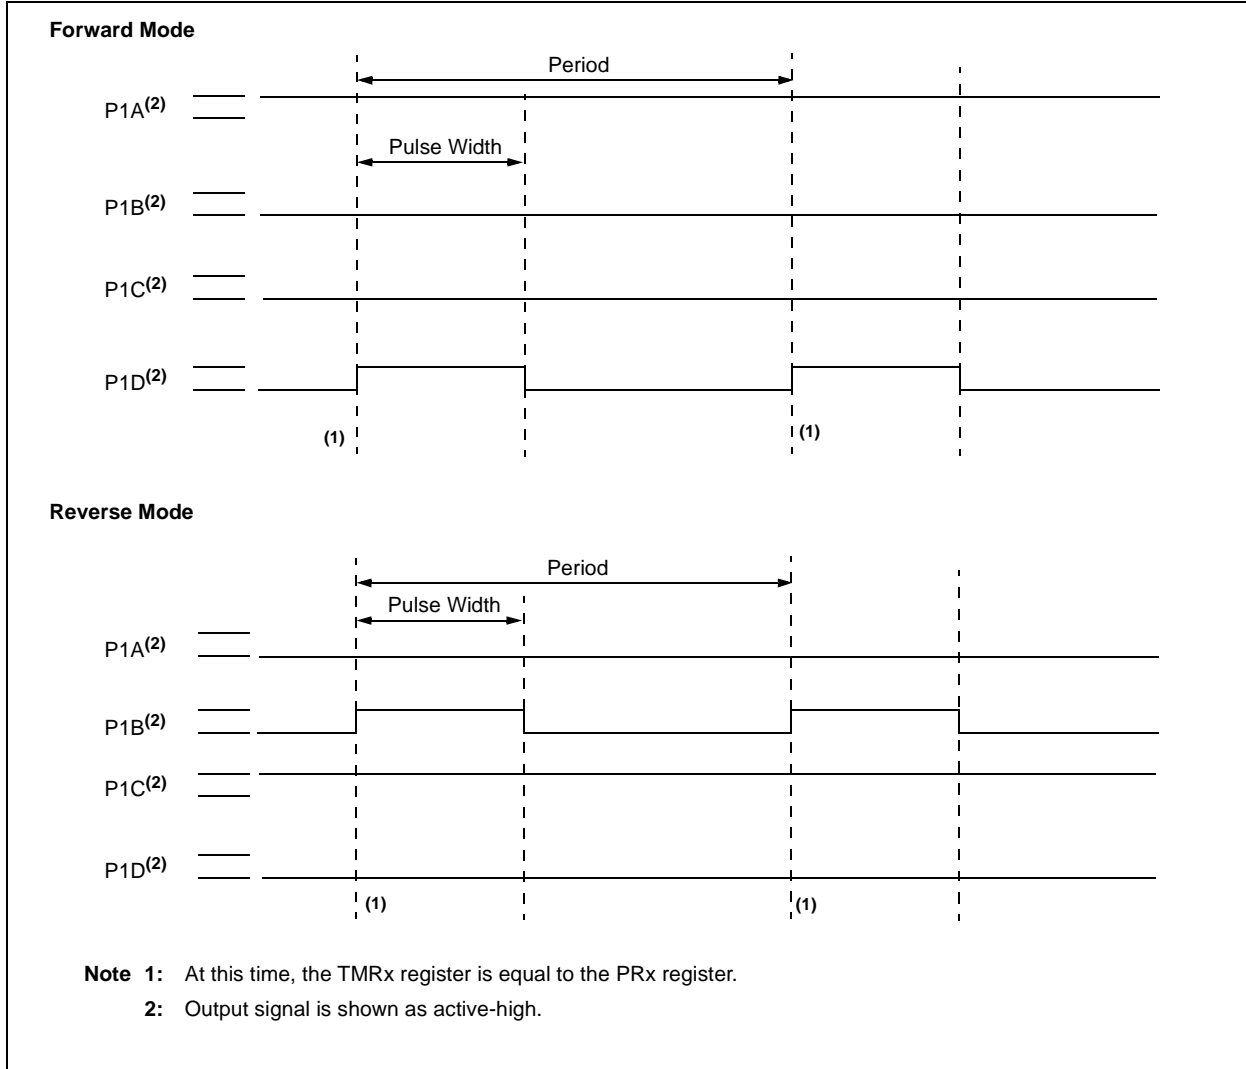 Forward Mode
Period
P1A(2)
Pulse Width
P1B(2)
P1C(2)
P1D(2)
(1)
(1)
Reverse Mode
Period
Pulse Width
P1A(2)
P1B(2)
P1C(2)
P1D(2)
(1)
(1)
Note 1: At this time, the TMRx register is equal to the PRx register.
2: Output signal is shown as active-high.